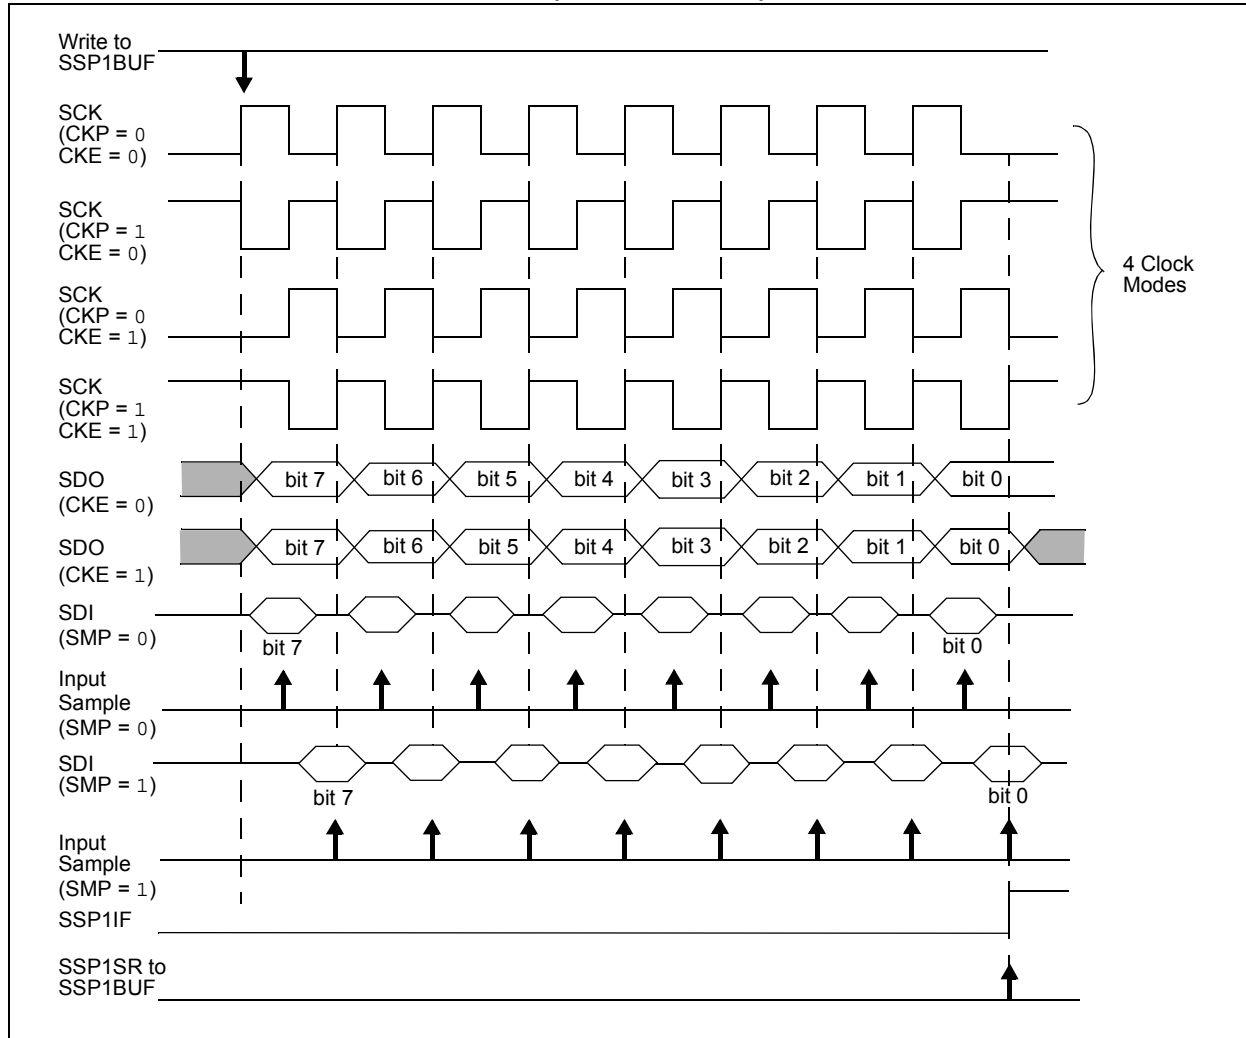 Write to
SSP1BUF
SCK
(CKP = 0
CKE = 0)
SCK
(CKP = 1
CKE = 0)
SCK
(CKP = 0
CKE = 1)
SCK
(CKP = 1
CKE = 1)
4 Clock
Modes
SDO
(CKE = 0)
bit 7 bit 6 bit 5 bit 4 bit 3 bit 2 bit 1 bit 0
SDO
(CKE = 1)
bit 7 bit 6 bit 5 bit 4 bit 3 bit 2 bit 1 bit 0
SDI
(SMP = 0)
bit 7 bit 0
Input
Sample
(SMP = 0)
SDI
(SMP = 1)
bit 7 bit 0
Input
Sample
(SMP = 1)
SSP1IF
SSP1SR to
SSP1BUF